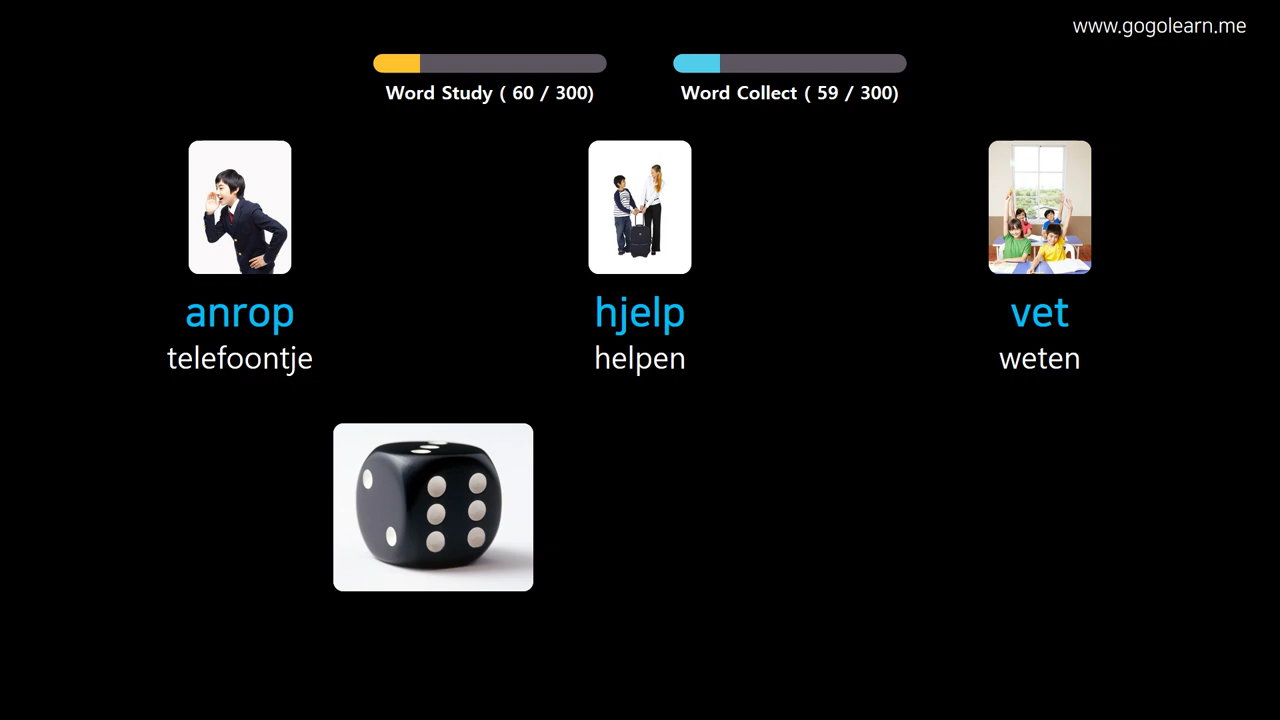 www.gogolearn.me
Word Study ( 60 / 300)
Word Collect ( 59 / 300)
anrop
hjelp
vet
telefoontje
helpen
weten